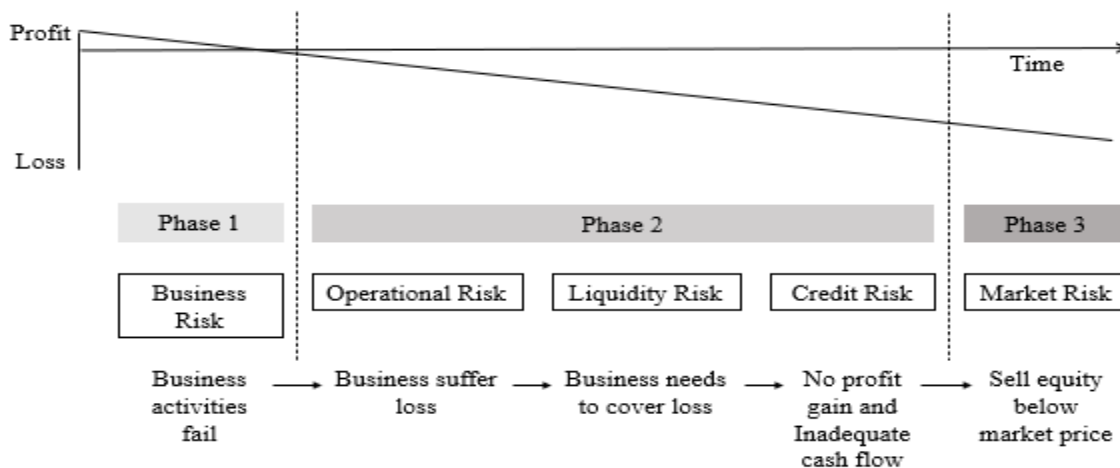 Profit
Time
Loss
Phase 1
Phase 2
Phase 3
Business
Risk
Operational Risk
Liquidity Risk
Credit Risk
Market Risk
Business
activities
fail
Business suffer
loss
Business needs
to cover loss
No profit
gain and
Inadequate
cash flow
Sell equity
below
market price